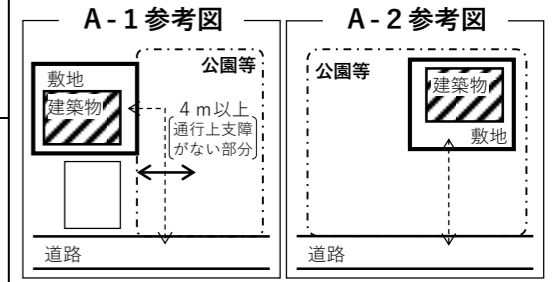 A-1参考図
敷地
建築物
公園等
4m以上
通行上支障
がない部分
道路
A-2参考図
公園等
建築物
敷地
道路